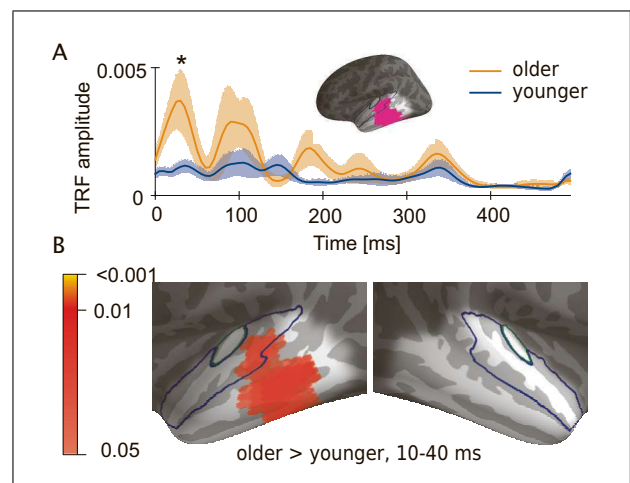 A
*
0.005
older
younger
TRF amplitude
0
0 100 200 300 400
Time [ms]
B
<0.001
0.01
0.05
older > younger, 10-40 ms